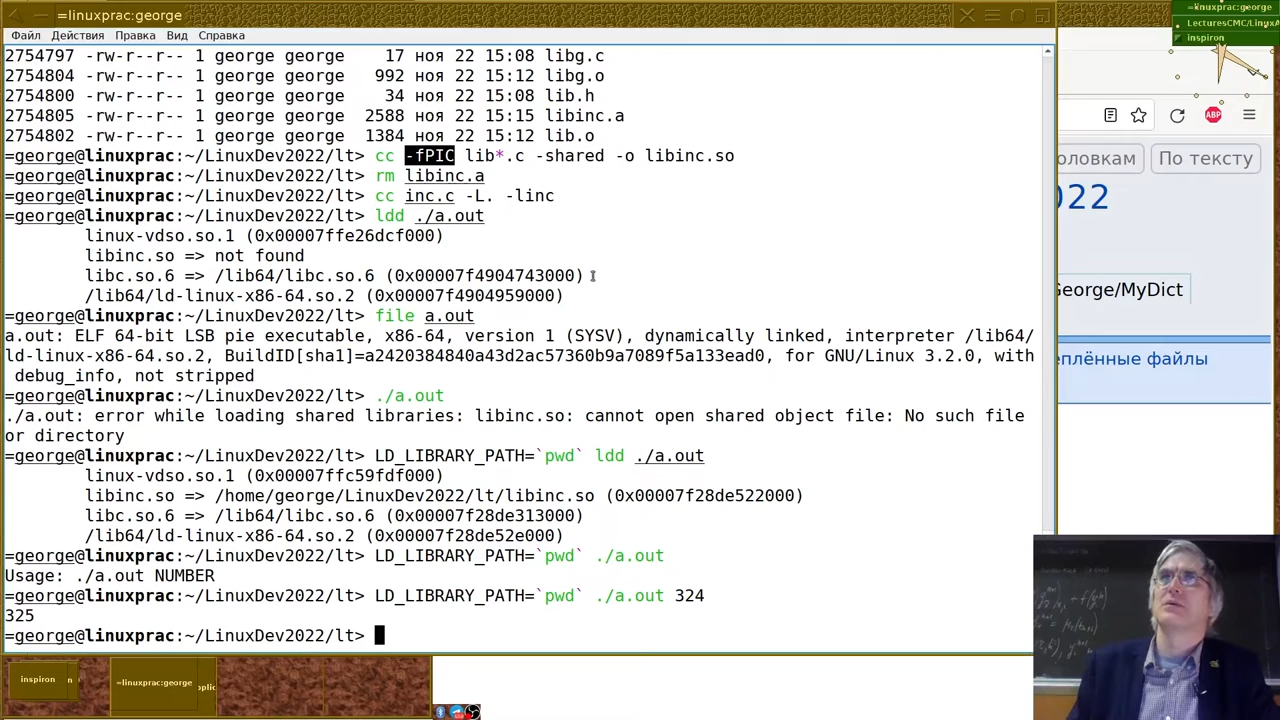 =linuxprac:george
Файл Действия Правка Вид Справка
2754797 -rw-r--r-- 1 george george    17 ноя 22 15:08 libg.c
2754804 -rw-r--r-- 1 george george   992 ноя 22 15:12 libg.o
2754800 -rw-r--r-- 1 george george    34 ноя 22 15:08 lib.h
2754805 -rw-r--r-- 1 george george  2588 ноя 22 15:15 libinc.a
2754802 -rw-r--r-- 1 george george  1384 ноя 22 15:12 lib.o
=george@linuxprac:~/LinuxDev2022/lt> cc -fPIC lib*.c -shared -o libinc.so
=george@linuxprac:~/LinuxDev2022/lt> rm libinc.a
=george@linuxprac:~/LinuxDev2022/lt> cc inc.c -L. -linc
=george@linuxprac:~/LinuxDev2022/lt> ldd ./a.out
linux-vdso.so.1 (0x00007ffe26dcf000)
libinc.so => not found
libc.so.6 => /lib64/libc.so.6 (0x00007f4904743000)
/lib64/ld-linux-x86-64.so.2 (0x00007f4904959000)
=george@linuxprac:~/LinuxDev2022/lt> file a.out
a.out: ELF 64-bit LSB pie executable, x86-64, version 1 (SYSV), dynamically linked, interpreter /lib64/
ld-linux-x86-64.so.2, BuildID[sha1]=a2420384840a43d2ac57360b9a7089f5a133ead0, for GNU/Linux 3.2.0, with
debug_info, not stripped
=george@linuxprac:~/LinuxDev2022/lt> ./a.out
./a.out: error while loading shared libraries: libinc.so: cannot open shared object file: No such file
or directory
=george@linuxprac:~/LinuxDev2022/lt> LD_LIBRARY_PATH=`pwd` ldd ./a.out
linux-vdso.so.1 (0x00007ffc59fdf000)
libinc.so => /home/george/LinuxDev2022/lt/libinc.so (0x00007f28de522000)
libc.so.6 => /lib64/libc.so.6 (0x00007f28de313000)
/lib64/ld-linux-x86-64.so.2 (0x00007f28de52e000)
=george@linuxprac:~/LinuxDev2022/lt> LD_LIBRARY_PATH=`pwd` ./a.out
Usage: ./a.out NUMBER
=george@linuxprac:~/LinuxDev2022/lt> LD_LIBRARY_PATH=`pwd` ./a.out 324
325
=george@linuxprac:~/LinuxDev2022/lt>
=linuxprac:george
LecturesCMC/LinuxA
inspiron
ABP
оловкам По тексту
022
George/MyDict
еплённые файлы
inspiron n
=linuxprac:george plic